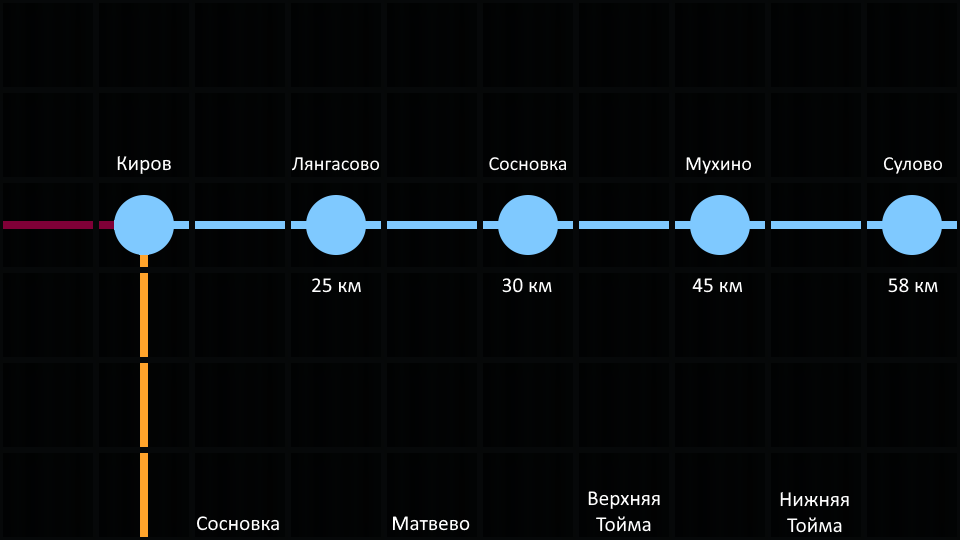 Киров Лянгасово Сосновка Мухино Сулово
25 км 30 км 45 км 58 км
Сосновка Матвево Верхняя Тойма Нижняя Тойма